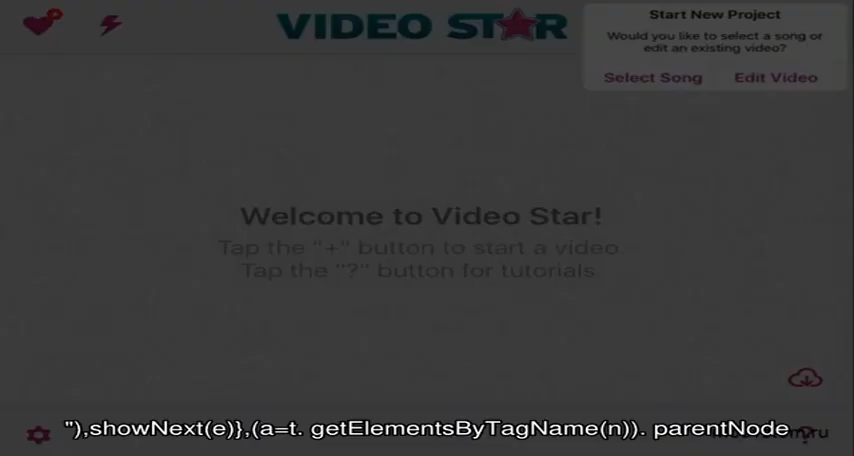 VIDEO STAR
Start New Project
Would you like to select a song or
edit an existing video?
Select Song
Edit Video
Welcome to Video Star!
Tap the "+" button to start a video.
Tap the "?" button for tutorials.
"),showNext(e)},(a=t. getElementsByTagName(n)). parentNode